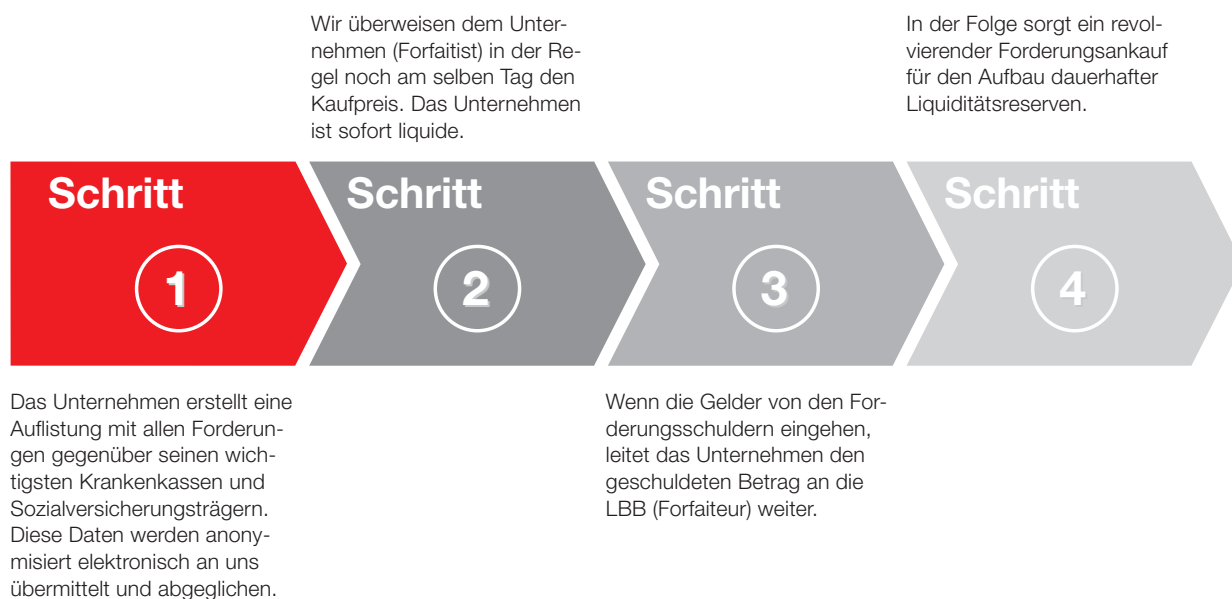 Schritt
1
Das Unternehmen erstellt eine
Auflistung mit allen Forderun-
gen gegenüber seinen wich-
tigsten Krankenkassen und
Sozialversicherungsträgern.
Diese Daten werden anony-
misiert elektronisch an uns
übermittelt und abgeglichen.
Wir überweisen dem Unter-
nehmen (Forfaitist) in der Re-
gel noch am selben Tag den
Kaufpreis. Das Unternehmen
ist sofort liquide.
Schritt
2
Schritt
3
Wenn die Gelder von den For-
derungsschuldern eingehen,
leitet das Unternehmen den
geschuldeten Betrag an die
LBB (Forfaiteur) weiter.
In der Folge sorgt ein revol-
vierender Forderungsankauf
für den Aufbau dauerhafter
Liquiditätsreserven.
Schritt
4